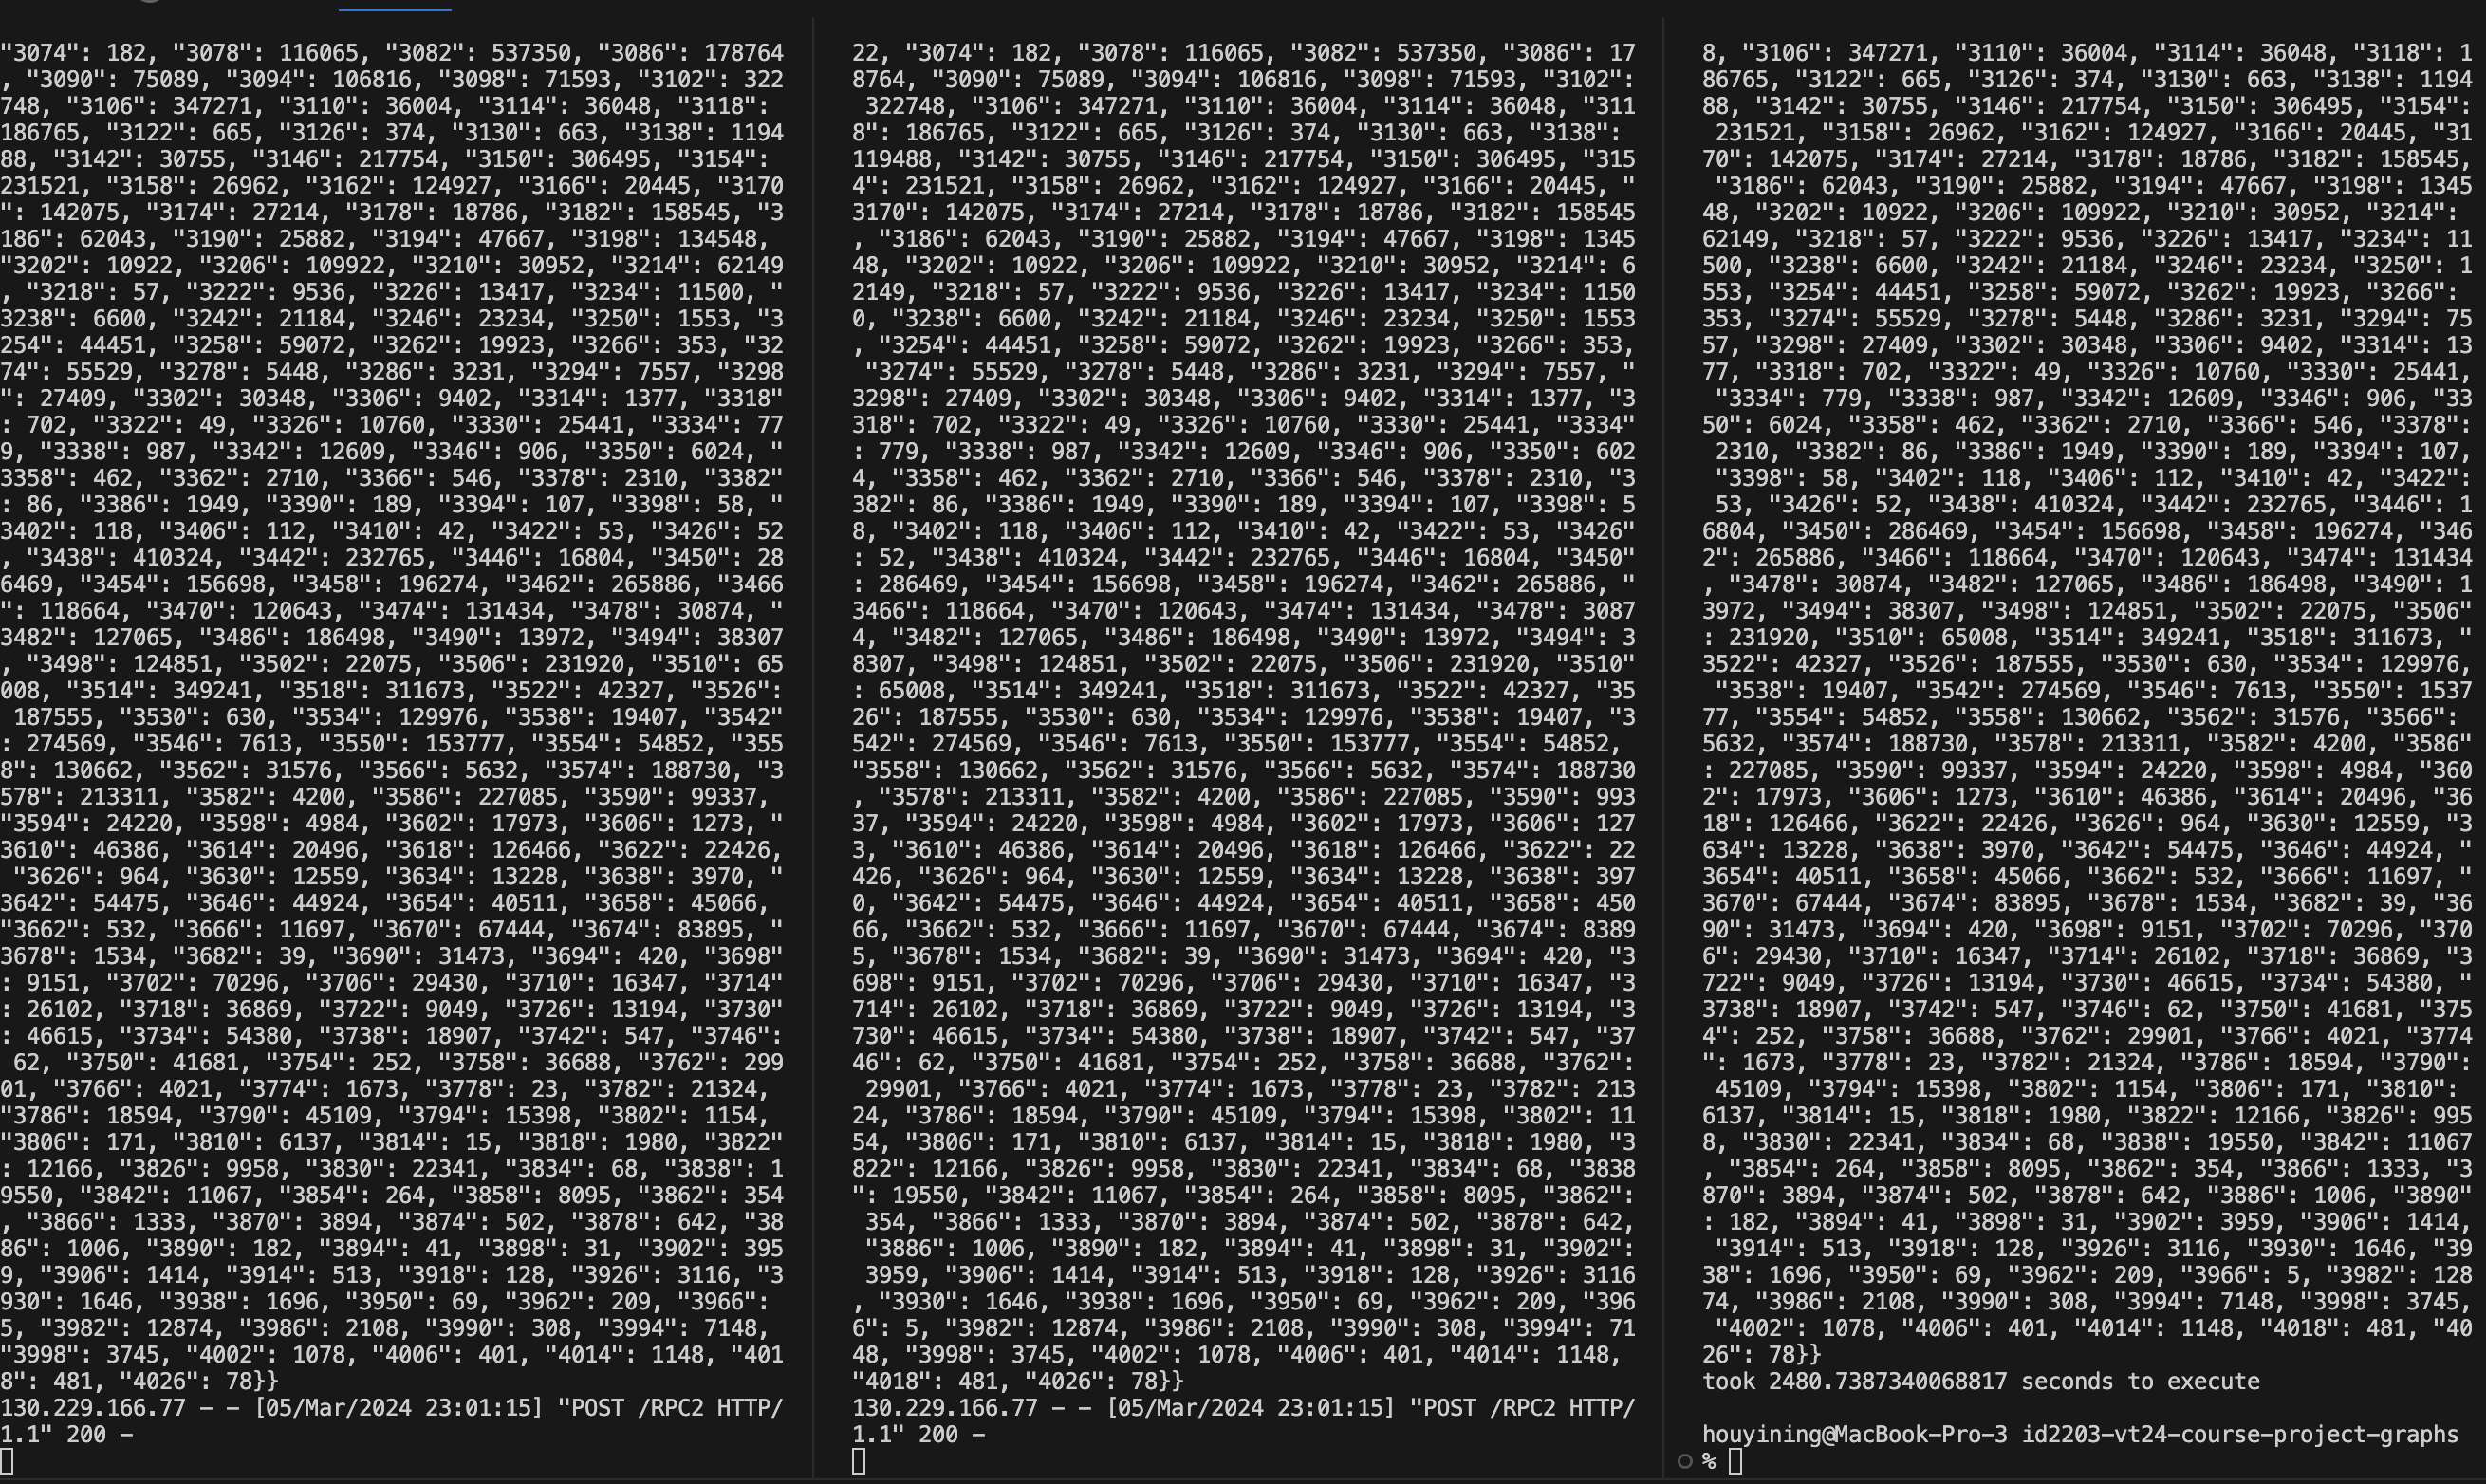 "3074": 182, "3078": 116065, "3082": 537350, "3086": 178764
, "3090": 75089, "3094": 106816, "3098": 71593, "3102": 322
748, "3106": 347271, "3110": 36004, "3114": 36048, "3118":
186765, "3122": 665, "3126": 374, "3130": 663, "3138": 1194
88, "3142": 30755, "3146": 217754, "3150": 306495, "3154":
231521, "3158": 26962, "3162": 124927, "3166": 20445, "3170
": 142075, "3174": 27214, "3178": 18786, "3182": 158545, "3
186": 62043, "3190": 25882, "3194": 47667, "3198": 134548,
"3202": 10922, "3206": 109922, "3210": 30952, "3214": 62149
, "3218": 57, "3222": 9536, "3226": 13417, "3234": 11500, "
3238": 6600, "3242": 21184, "3246": 23234, "3250": 1553, "3
254": 44451, "3258": 59072, "3262": 19923, "3266": 353, "32
74": 55529, "3278": 5448, "3286": 3231, "3294": 7557, "3298
": 27409, "3302": 30348, "3306": 9402, "3314": 1377, "3318"
: 702, "3322": 49, "3326": 10760, "3330": 25441, "3334": 77
9, "3338": 987, "3342": 12609, "3346": 906, "3350": 6024, "
3358": 462, "3362": 2710, "3366": 546, "3378": 2310, "3382"
: 86, "3386": 1949, "3390": 189, "3394": 107, "3398": 58, "
3402": 118, "3406": 112, "3410": 42, "3422": 53, "3426": 52
, "3438": 410324, "3442": 232765, "3446": 16804, "3450": 28
6469, "3454": 156698, "3458": 196274, "3462": 265886, "3466
": 118664, "3470": 120643, "3474": 131434, "3478": 30874, "
3482": 127065, "3486": 186498, "3490": 13972, "3494": 38307
, "3498": 124851, "3502": 22075, "3506": 231920, "3510": 65
008, "3514": 349241, "3518": 311673, "3522": 42327, "3526":
187555, "3530": 630, "3534": 129976, "3538": 19407, "3542"
: 274569, "3546": 7613, "3550": 153777, "3554": 54852, "355
8": 130662, "3562": 31576, "3566": 5632, "3574": 188730, "3
578": 213311, "3582": 4200, "3586": 227085, "3590": 99337,
"3594": 24220, "3598": 4984, "3602": 17973, "3606": 1273, "
3610": 46386, "3614": 20496, "3618": 126466, "3622": 22426,
"3626": 964, "3630": 12559, "3634": 13228, "3638": 3970, "
3642": 54475, "3646": 44924, "3654": 40511, "3658": 45066,
"3662": 532, "3666": 11697, "3670": 67444, "3674": 83895, "
3678": 1534, "3682": 39, "3690": 31473, "3694": 420, "3698"
: 9151, "3702": 70296, "3706": 29430, "3710": 16347, "3714"
: 26102, "3718": 36869, "3722": 9049, "3726": 13194, "3730"
: 46615, "3734": 54380, "3738": 18907, "3742": 547, "3746":
62, "3750": 41681, "3754": 252, "3758": 36688, "3762": 299
01, "3766": 4021, "3774": 1673, "3778": 23, "3782": 21324,
"3786": 18594, "3790": 45109, "3794": 15398, "3802": 1154,
"3806": 171, "3810": 6137, "3814": 15, "3818": 1980, "3822"
: 12166, "3826": 9958, "3830": 22341, "3834": 68, "3838": 1
9550, "3842": 11067, "3854": 264, "3858": 8095, "3862": 354
, "3866": 1333, "3870": 3894, "3874": 502, "3878": 642, "38
86": 1006, "3890": 182, "3894": 41, "3898": 31, "3902": 395
9, "3906": 1414, "3914": 513, "3918": 128, "3926": 3116, "3
930": 1646, "3938": 1696, "3950": 69, "3962": 209, "3966":
5, "3982": 12874, "3986": 2108, "3990": 308, "3994": 7148,
"3998": 3745, "4002": 1078, "4006": 401, "4014": 1148, "401
8": 481, "4026": 78}}
130.229.166.77 - - [05/Mar/2024 23:01:15] "POST /RPC2 HTTP/
1.1" 200 -
22, "3074": 182, "3078": 116065, "3082": 537350, "3086": 17
8764, "3090": 75089, "3094": 106816, "3098": 71593, "3102":
322748, "3106": 347271, "3110": 36004, "3114": 36048, "311
8": 186765, "3122": 665, "3126": 374, "3130": 663, "3138":
119488, "3142": 30755, "3146": 217754, "3150": 306495, "315
4": 231521, "3158": 26962, "3162": 124927, "3166": 20445, "
3170": 142075, "3174": 27214, "3178": 18786, "3182": 158545
, "3186": 62043, "3190": 25882, "3194": 47667, "3198": 1345
48, "3202": 10922, "3206": 109922, "3210": 30952, "3214": 6
2149, "3218": 57, "3222": 9536, "3226": 13417, "3234": 1150
0, "3238": 6600, "3242": 21184, "3246": 23234, "3250": 1553
, "3254": 44451, "3258": 59072, "3262": 19923, "3266": 353,
"3274": 55529, "3278": 5448, "3286": 3231, "3294": 7557, "
3298": 27409, "3302": 30348, "3306": 9402, "3314": 1377, "3
318": 702, "3322": 49, "3326": 10760, "3330": 25441, "3334"
: 779, "3338": 987, "3342": 12609, "3346": 906, "3350": 602
4, "3358": 462, "3362": 2710, "3366": 546, "3378": 2310, "3
382": 86, "3386": 1949, "3390": 189, "3394": 107, "3398": 5
8, "3402": 118, "3406": 112, "3410": 42, "3422": 53, "3426"
: 52, "3438": 410324, "3442": 232765, "3446": 16804, "3450"
: 286469, "3454": 156698, "3458": 196274, "3462": 265886, "
3466": 118664, "3470": 120643, "3474": 131434, "3478": 3087
4, "3482": 127065, "3486": 186498, "3490": 13972, "3494": 3
8307, "3498": 124851, "3502": 22075, "3506": 231920, "3510"
: 65008, "3514": 349241, "3518": 311673, "3522": 42327, "35
26": 187555, "3530": 630, "3534": 129976, "3538": 19407, "3
542": 274569, "3546": 7613, "3550": 153777, "3554": 54852,
"3558": 130662, "3562": 31576, "3566": 5632, "3574": 188730
, "3578": 213311, "3582": 4200, "3586": 227085, "3590": 993
37, "3594": 24220, "3598": 4984, "3602": 17973, "3606": 127
3, "3610": 46386, "3614": 20496, "3618": 126466, "3622": 22
426, "3626": 964, "3630": 12559, "3634": 13228, "3638": 397
0, "3642": 54475, "3646": 44924, "3654": 40511, "3658": 450
66, "3662": 532, "3666": 11697, "3670": 67444, "3674": 8389
5, "3678": 1534, "3682": 39, "3690": 31473, "3694": 420, "3
698": 9151, "3702": 70296, "3706": 29430, "3710": 16347, "3
714": 26102, "3718": 36869, "3722": 9049, "3726": 13194, "3
730": 46615, "3734": 54380, "3738": 18907, "3742": 547, "37
46": 62, "3750": 41681, "3754": 252, "3758": 36688, "3762":
29901, "3766": 4021, "3774": 1673, "3778": 23, "3782": 213
24, "3786": 18594, "3790": 45109, "3794": 15398, "3802": 11
54, "3806": 171, "3810": 6137, "3814": 15, "3818": 1980, "3
822": 12166, "3826": 9958, "3830": 22341, "3834": 68, "3838
": 19550, "3842": 11067, "3854": 264, "3858": 8095, "3862":
354, "3866": 1333, "3870": 3894, "3874": 502, "3878": 642,
"3886": 1006, "3890": 182, "3894": 41, "3898": 31, "3902":
3959, "3906": 1414, "3914": 513, "3918": 128, "3926": 3116
, "3930": 1646, "3938": 1696, "3950": 69, "3962": 209, "396
6": 5, "3982": 12874, "3986": 2108, "3990": 308, "3994": 71
48, "3998": 3745, "4002": 1078, "4006": 401, "4014": 1148,
"4018": 481, "4026": 78}}
130.229.166.77 - - [05/Mar/2024 23:01:15] "POST /RPC2 HTTP/
1.1" 200 -
8, "3106": 347271, "3110": 36004, "3114": 36048, "3118": 1
86765, "3122": 665, "3126": 374, "3130": 663, "3138": 1194
88, "3142": 30755, "3146": 217754, "3150": 306495, "3154":
231521, "3158": 26962, "3162": 124927, "3166": 20445, "31
70": 142075, "3174": 27214, "3178": 18786, "3182": 158545,
"3186": 62043, "3190": 25882, "3194": 47667, "3198": 1345
48, "3202": 10922, "3206": 109922, "3210": 30952, "3214":
62149, "3218": 57, "3222": 9536, "3226": 13417, "3234": 11
500, "3238": 6600, "3242": 21184, "3246": 23234, "3250": 1
553, "3254": 44451, "3258": 59072, "3262": 19923, "3266":
353, "3274": 55529, "3278": 5448, "3286": 3231, "3294": 75
57, "3298": 27409, "3302": 30348, "3306": 9402, "3314": 13
77, "3318": 702, "3322": 49, "3326": 10760, "3330": 25441,
"3334": 779, "3338": 987, "3342": 12609, "3346": 906, "33
50": 6024, "3358": 462, "3362": 2710, "3366": 546, "3378":
2310, "3382": 86, "3386": 1949, "3390": 189, "3394": 107,
"3398": 58, "3402": 118, "3406": 112, "3410": 42, "3422":
53, "3426": 52, "3438": 410324, "3442": 232765, "3446": 1
6804, "3450": 286469, "3454": 156698, "3458": 196274, "346
2": 265886, "3466": 118664, "3470": 120643, "3474": 131434
, "3478": 30874, "3482": 127065, "3486": 186498, "3490": 1
3972, "3494": 38307, "3498": 124851, "3502": 22075, "3506"
: 231920, "3510": 65008, "3514": 349241, "3518": 311673, "
3522": 42327, "3526": 187555, "3530": 630, "3534": 129976,
"3538": 19407, "3542": 274569, "3546": 7613, "3550": 1537
77, "3554": 54852, "3558": 130662, "3562": 31576, "3566":
5632, "3574": 188730, "3578": 213311, "3582": 4200, "3586"
: 227085, "3590": 99337, "3594": 24220, "3598": 4984, "360
2": 17973, "3606": 1273, "3610": 46386, "3614": 20496, "36
18": 126466, "3622": 22426, "3626": 964, "3630": 12559, "3
634": 13228, "3638": 3970, "3642": 54475, "3646": 44924, "
3654": 40511, "3658": 45066, "3662": 532, "3666": 11697, "
3670": 67444, "3674": 83895, "3678": 1534, "3682": 39, "36
90": 31473, "3694": 420, "3698": 9151, "3702": 70296, "370
6": 29430, "3710": 16347, "3714": 26102, "3718": 36869, "3
722": 9049, "3726": 13194, "3730": 46615, "3734": 54380, "
3738": 18907, "3742": 547, "3746": 62, "3750": 41681, "375
4": 252, "3758": 36688, "3762": 29901, "3766": 4021, "3774
": 1673, "3778": 23, "3782": 21324, "3786": 18594, "3790":
45109, "3794": 15398, "3802": 1154, "3806": 171, "3810":
6137, "3814": 15, "3818": 1980, "3822": 12166, "3826": 995
8, "3830": 22341, "3834": 68, "3838": 19550, "3842": 11067
, "3854": 264, "3858": 8095, "3862": 354, "3866": 1333, "3
870": 3894, "3874": 502, "3878": 642, "3886": 1006, "3890"
: 182, "3894": 41, "3898": 31, "3902": 3959, "3906": 1414,
"3914": 513, "3918": 128, "3926": 3116, "3930": 1646, "39
38": 1696, "3950": 69, "3962": 209, "3966": 5, "3982": 128
74, "3986": 2108, "3990": 308, "3994": 7148, "3998": 3745,
"4002": 1078, "4006": 401, "4014": 1148, "4018": 481, "40
26": 78}}
took 2480.7387340068817 seconds to execute
houyining@MacBook-Pro-3 id2203-vt24-course-project-graphs
%